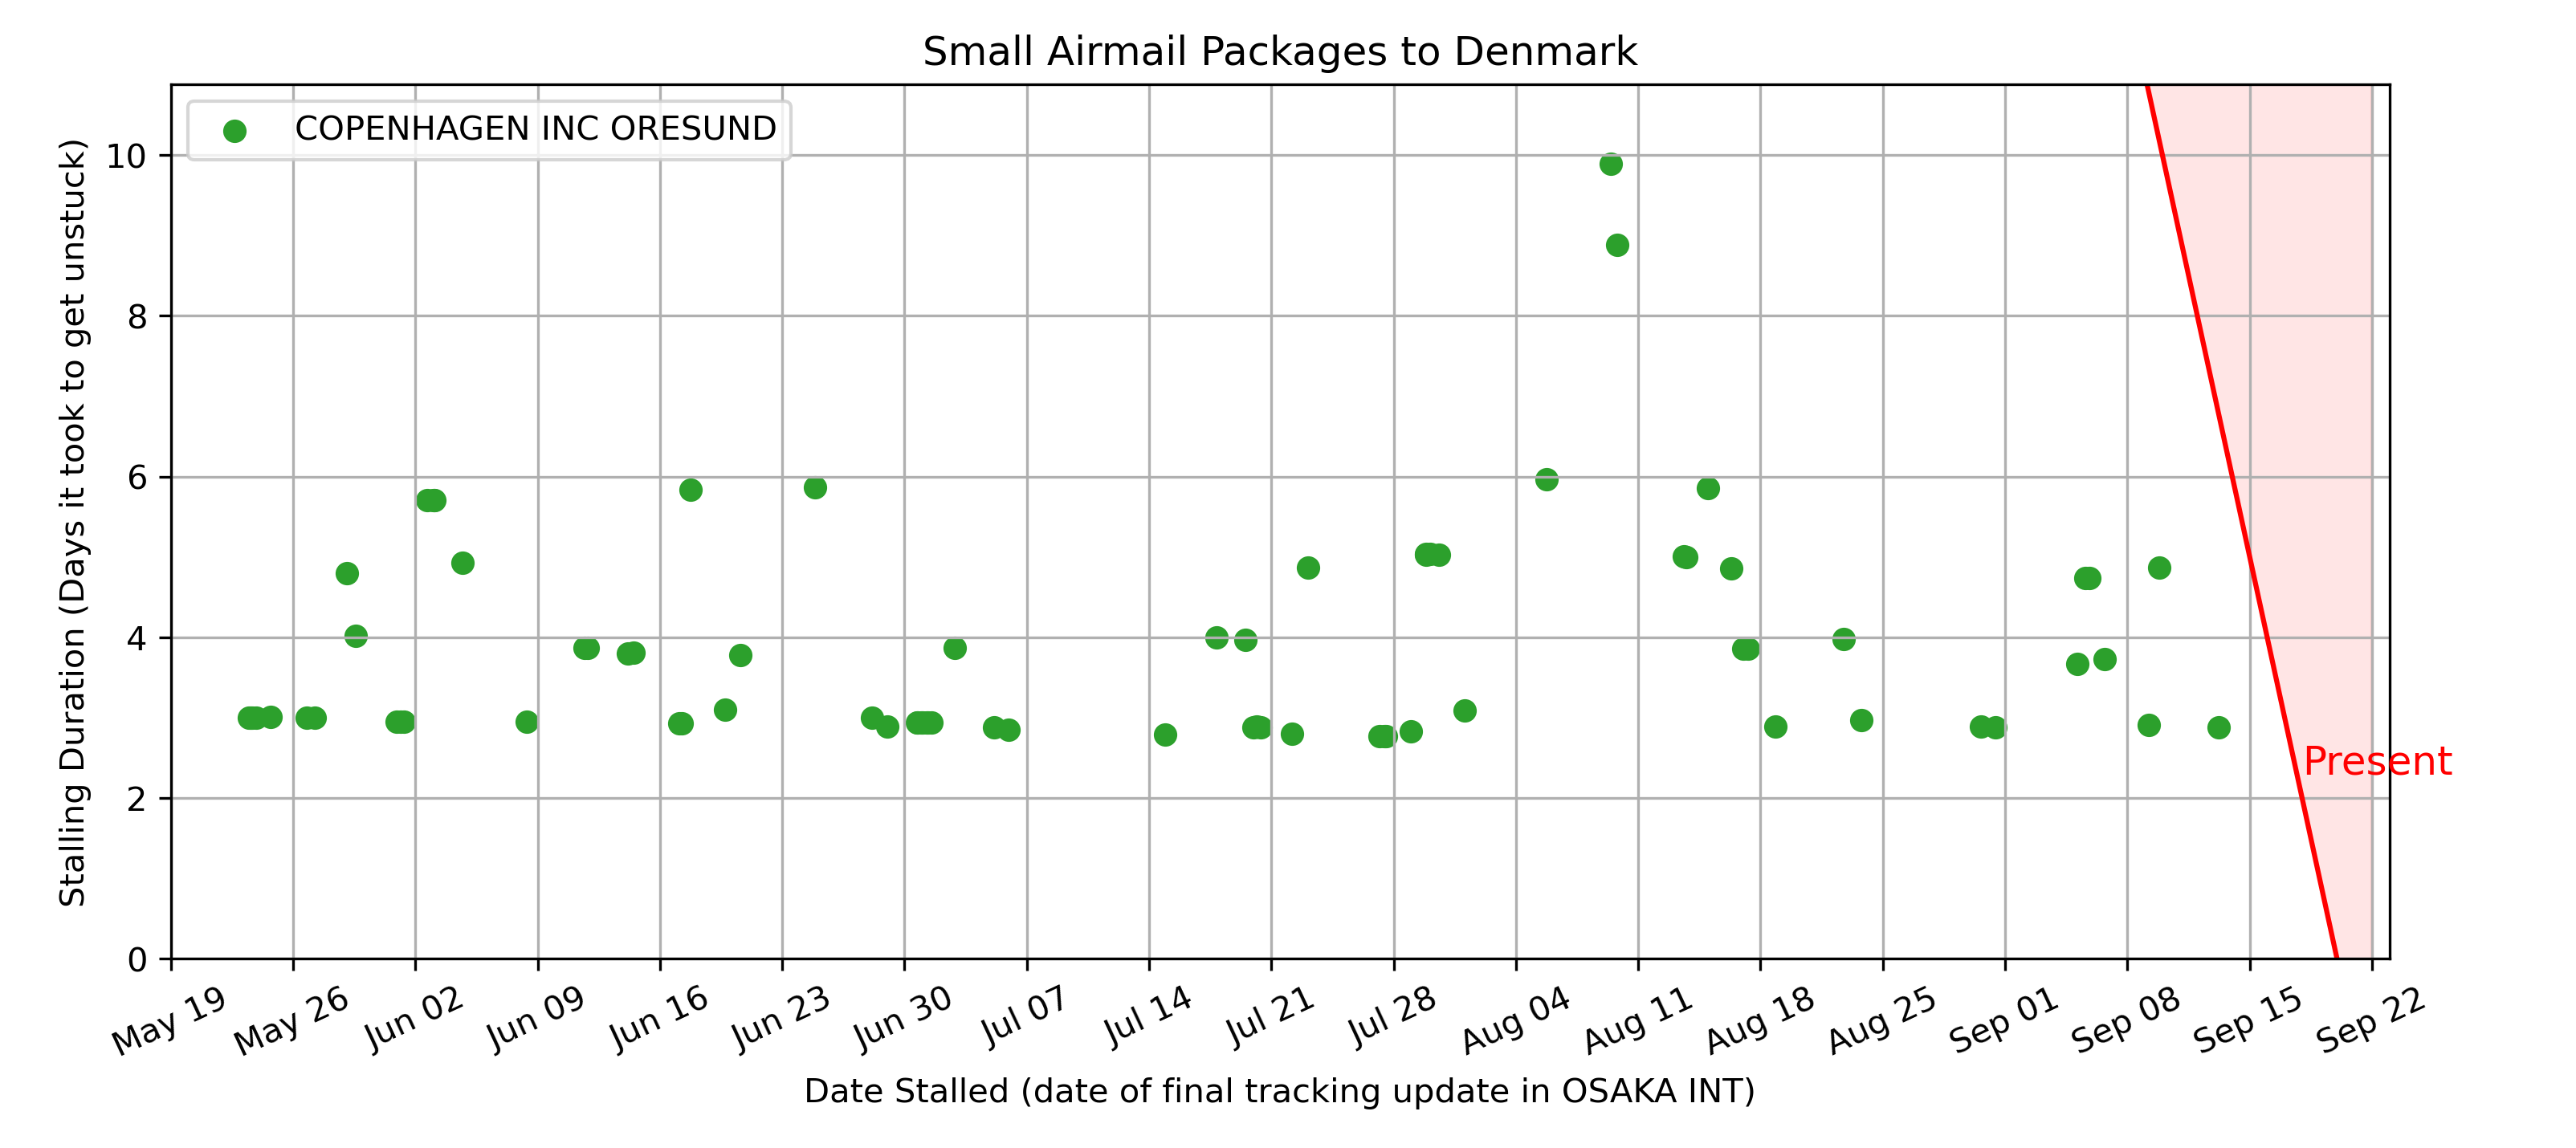 Small Airmail Packages to Denmark
COPENHAGEN INC ORESUND
Stalling Duration (Days it took to get unstuck)
10
8
6
4
2
0
Present
May 19
May 26
Jun 02
Jun 09
Jun 16
Jun 23
Jun 30
Jul 07
Jul 14
Jul 21
Jul 28
Aug 04
Aug 11
Aug 18
Aug 25
Sep 01
Sep 08
Sep 15
Sep 22
Date Stalled (date of final tracking update in OSAKA INT)